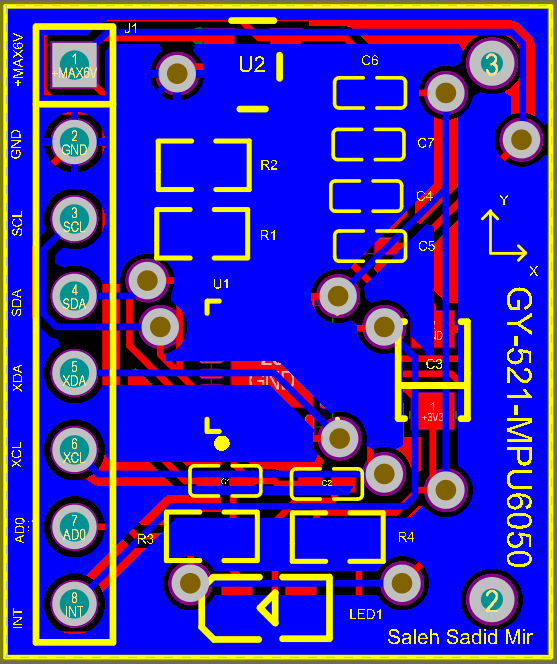 +MAX6V
1
+MAX6V
J1
U2
C6
3
GND
2
GND
R2
C7
SCL
3
SCL
R1
C4
C5
Y
X
SDA
4
SDA
U1
GY-521-MPU6050
XDA
5
XDA
GND
C3
1
+3V3
XCL
6
XCL
C2
AD0
7
AD0
R3
R4
INT
8
INT
LED1
2
Saleh Sadid Mir